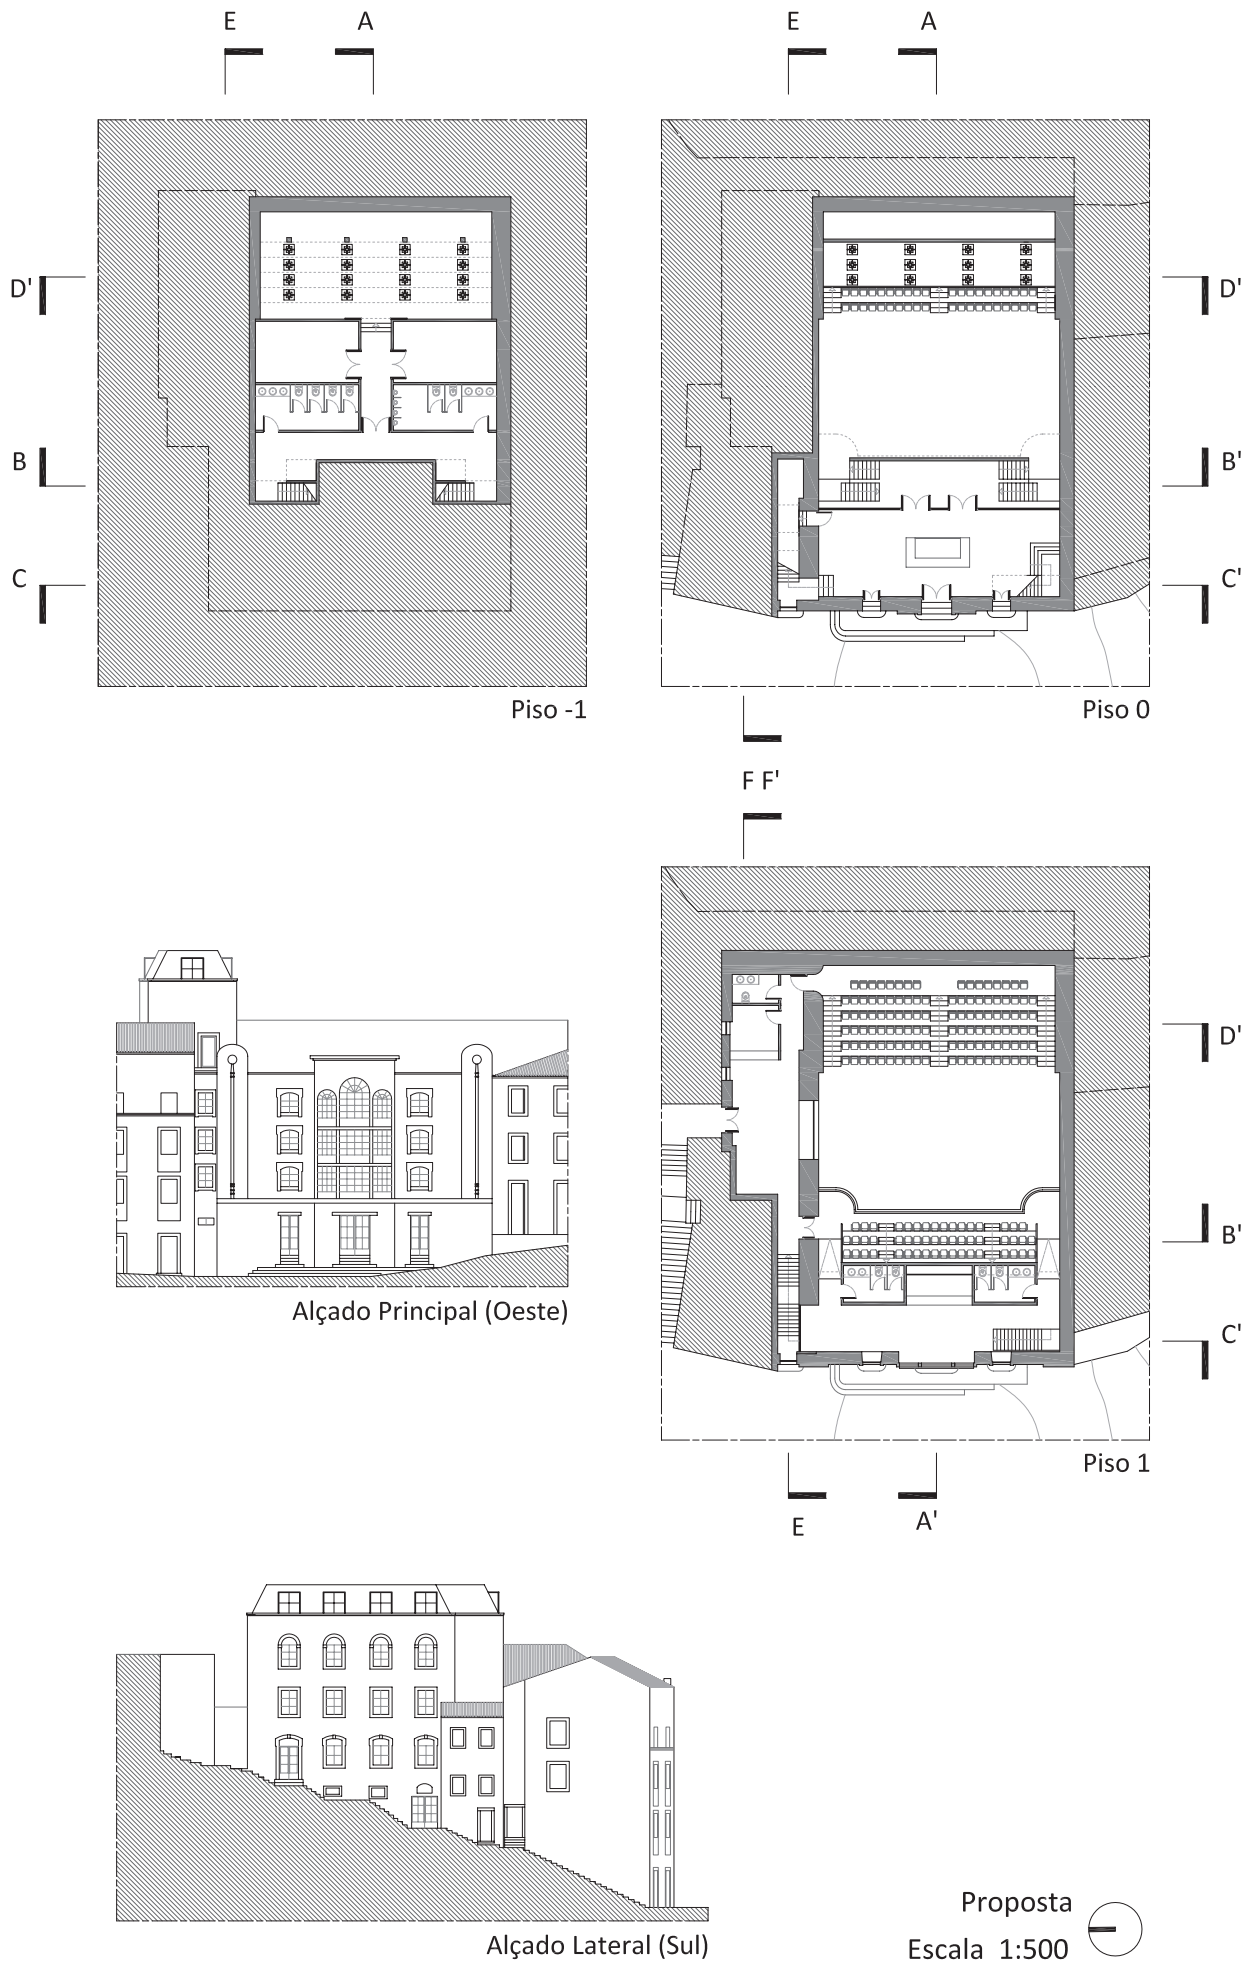 E A E A
D' D'
B B'
C C'
Piso -1 Piso 0
F F'
D'
B'
Alçado Principal (Oeste)
C'
Piso 1
E A'
Proposta
Alçado Lateral (Sul)
Escala 1:500